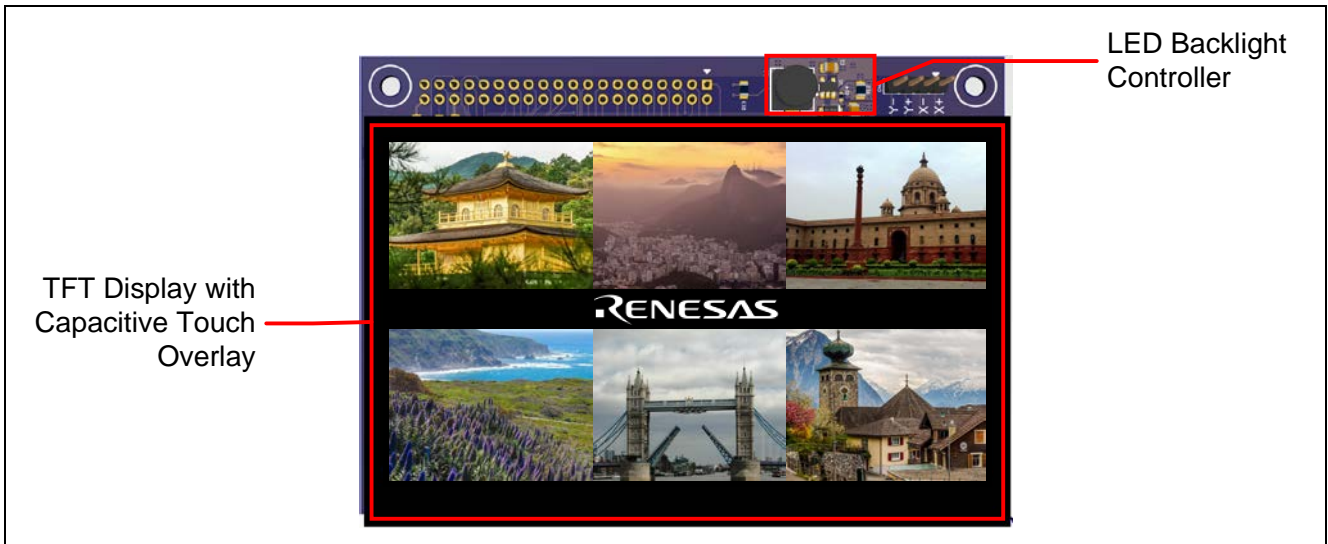 LED Backlight
Controller
Y-
Y+
X-
X+
TFT Display with
Capacitive Touch
Overlay
RENESAS